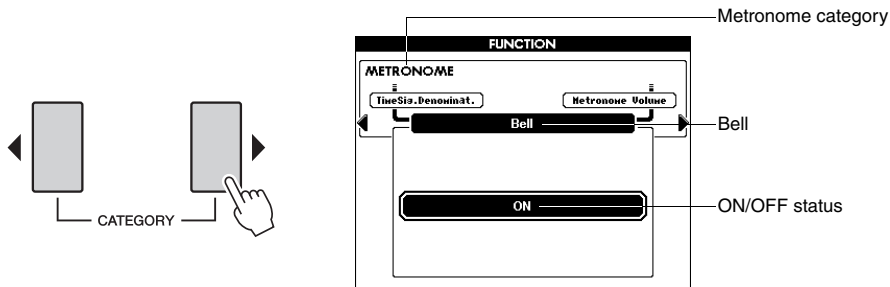 Metronome category
FUNCTION
METRONOME
TimeSig.Denominat.
Metronome Volume
Bell
Bell
ON
ON/OFF status
CATEGORY